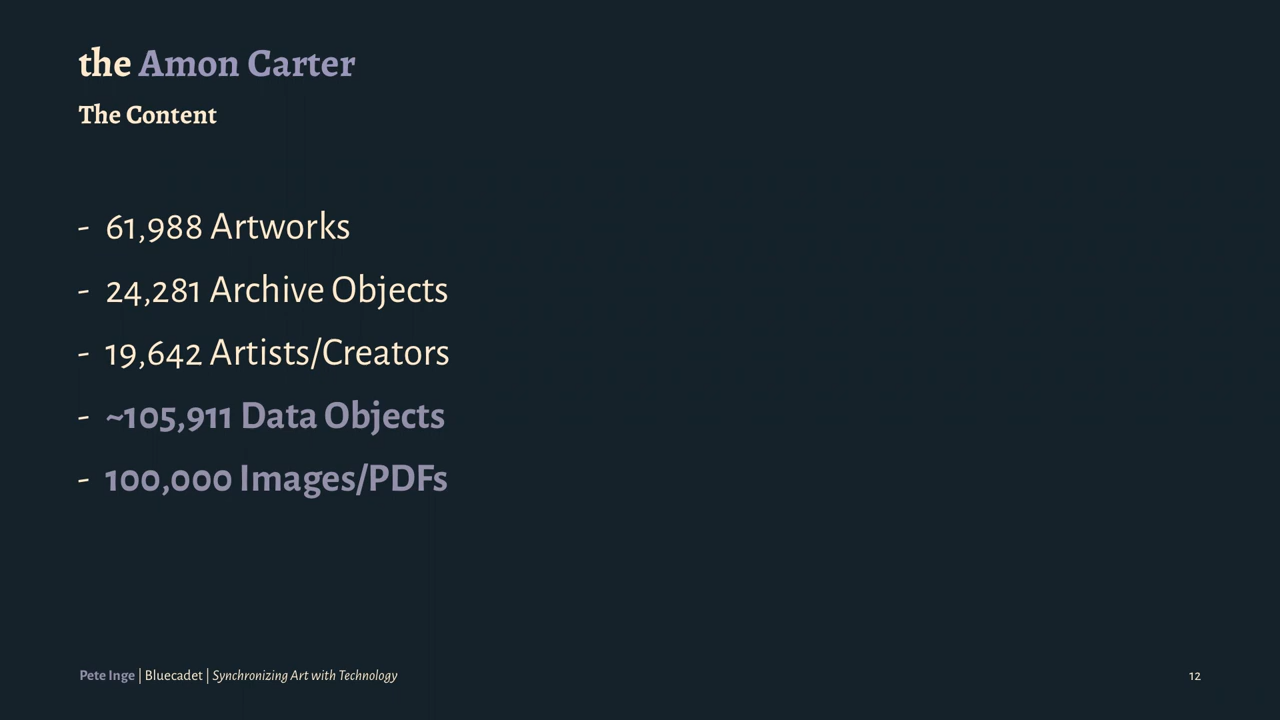 the Amon Carter
The Content
- 61,988 Artworks
- 24,281 Archive Objects
- 19,642 Artists/Creators
- ~105,911 Data Objects
- 100,000 Images/PDFs
Pete Inge | Bluecadet | Synchronizing Art with Technology
12